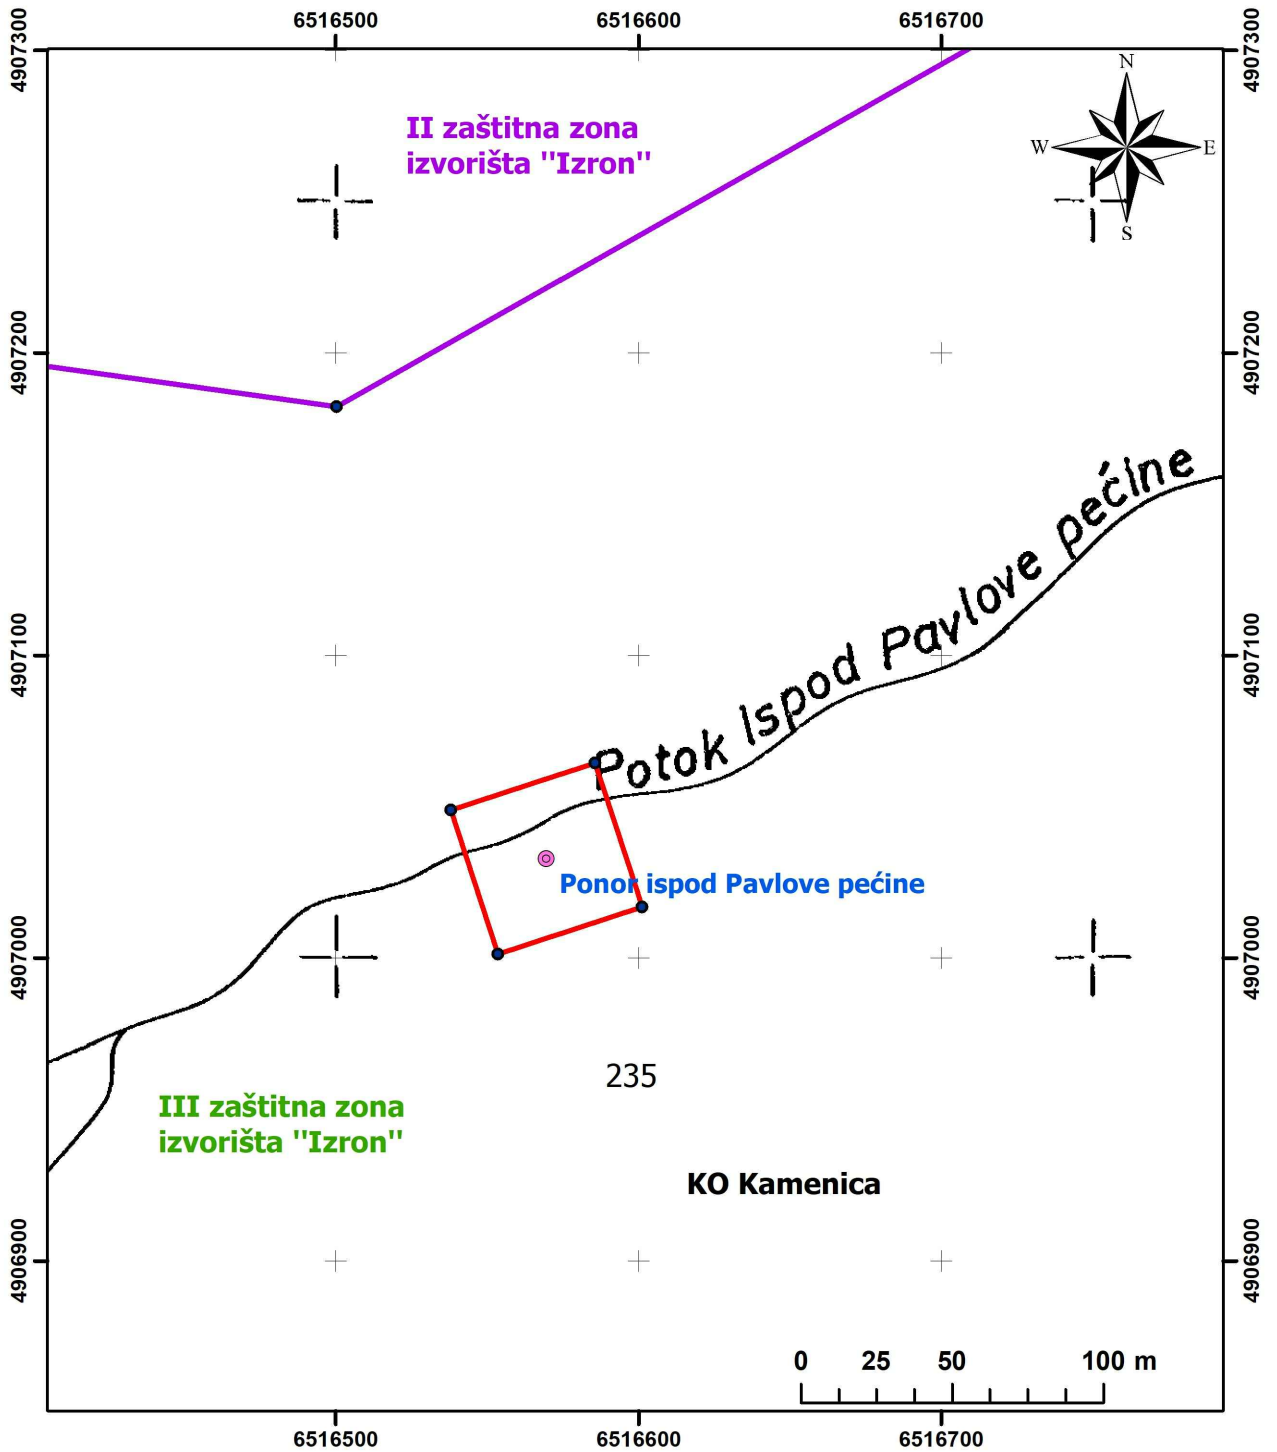 6516500 6516600 6516700
4907300 4907300
N
W E
S
II zaštitna zona
izvorišta "Izron"
4907200 4907200
Potok Ispod Pavlove pećine
4907100 4907100
Ponor ispod Pavlove pećine
4907000 4907000
235
III zaštitna zona
izvorišta "Izron"
KO Kamenica
4906900 4906900
0 25 50 100 m
6516500 6516600 6516700